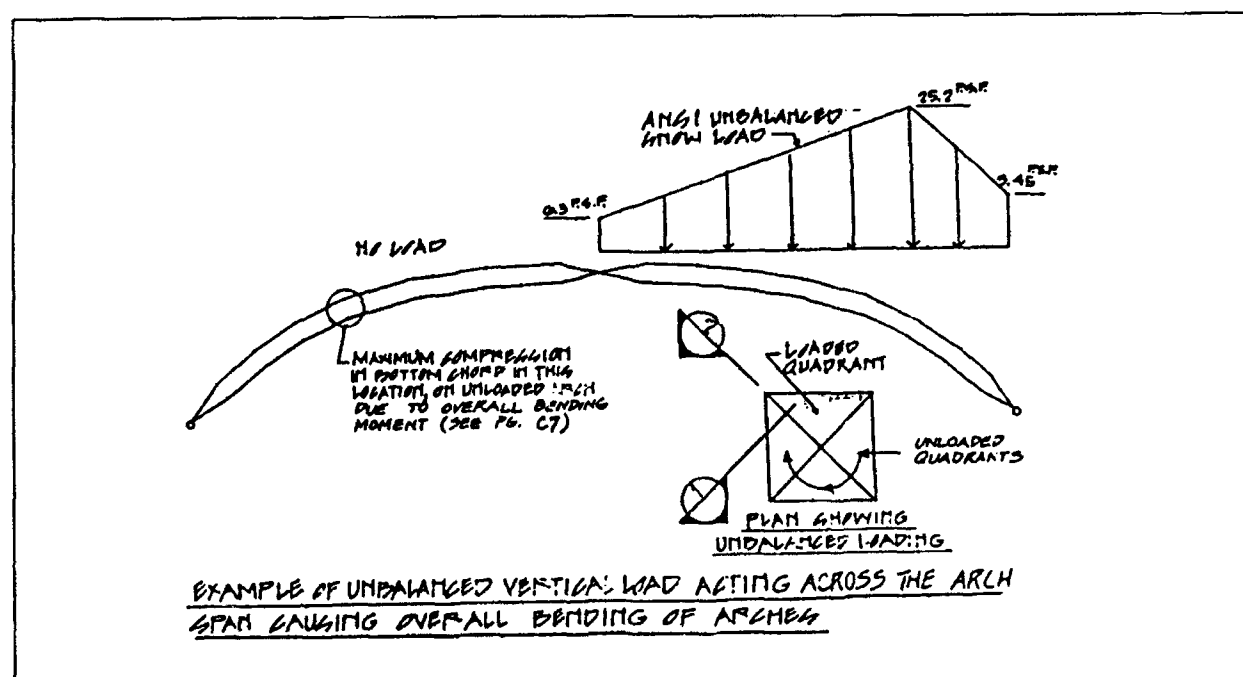 25.2 P.S.F.
ANSI UNBALANCED
SNOW LOAD
6.3 P.S.F.
9.45 P.S.F.
NO LOAD
MAXIMUM COMPRESSION
IN BOTTOM CHORD IN THIS
LOCATION, ON UNLOADED ARCH
DUE TO OVERALL BENDING
MOMENT (SEE PG. C7)
LOADED
QUADRANT
UNLOADED
QUADRANTS
PLAN SHOWING
UNBALANCED LOADING
EXAMPLE OF UNBALANCED VERTICAL LOAD ACTING ACROSS THE ARCH
SPAN CAUSING OVERALL BENDING OF ARCHES